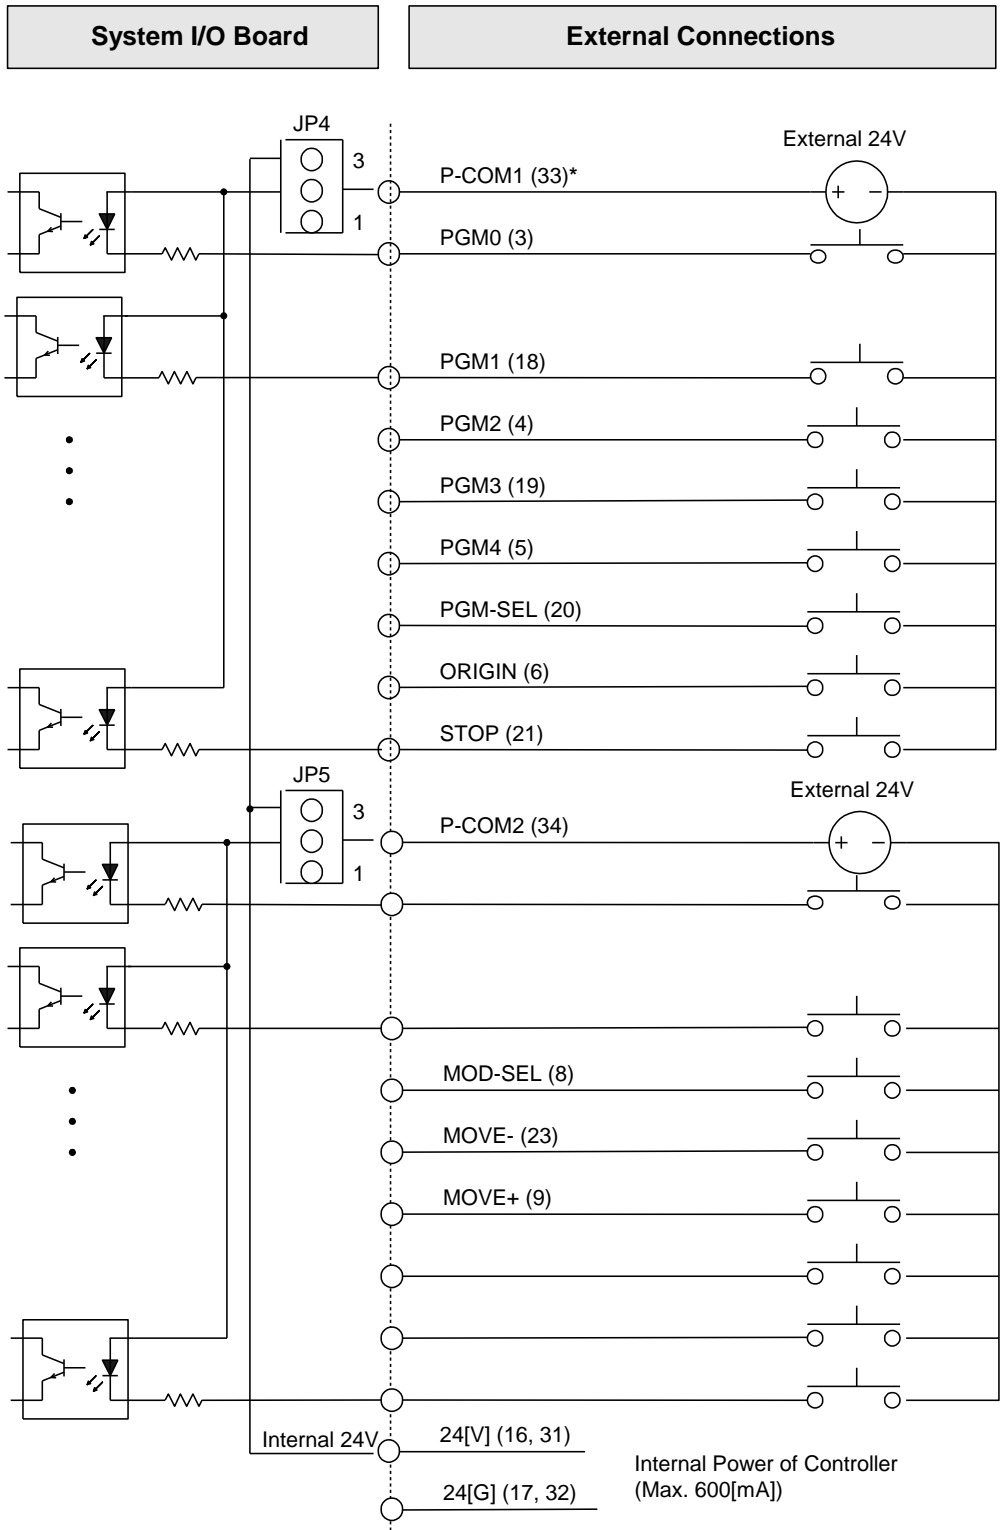 System I/O Board
External Connections
JP4
External 24V
3
P-COM1 (33)*
+ −
1
PGM0 (3)
PGM1 (18)
PGM2 (4)
PGM3 (19)
PGM4 (5)
PGM-SEL (20)
ORIGIN (6)
STOP (21)
JP5
External 24V
3
P-COM2 (34)
+ −
1
MOD-SEL (8)
MOVE- (23)
MOVE+ (9)
Internal 24V
24[V] (16, 31)
Internal Power of Controller
(Max. 600[mA])
24[G] (17, 32)